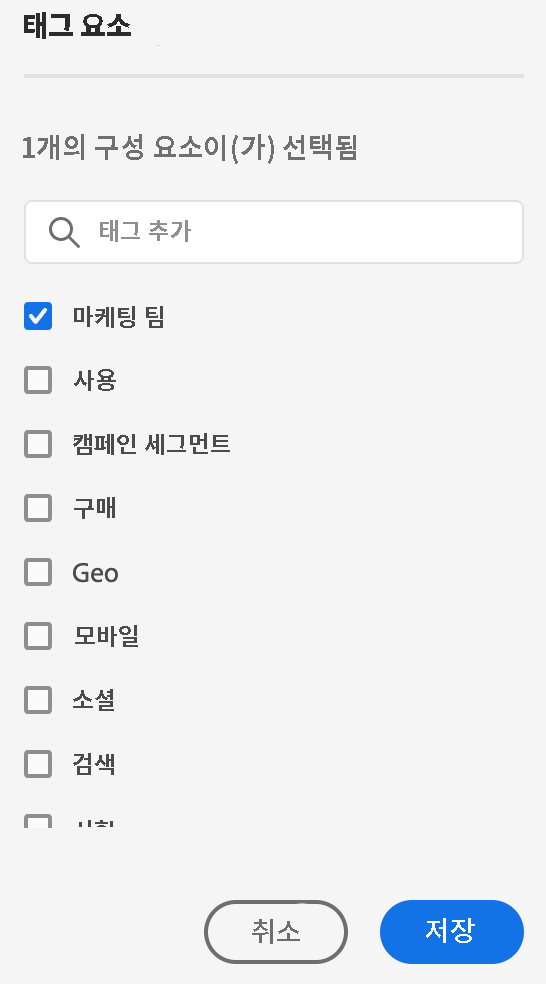 태그 요소
1개의 구성 요소이(가) 선택됨
태그 추가
마케팅 팀
사용
캠페인 세그먼트
구매
Geo
모바일
소셜
검색
취소
저장